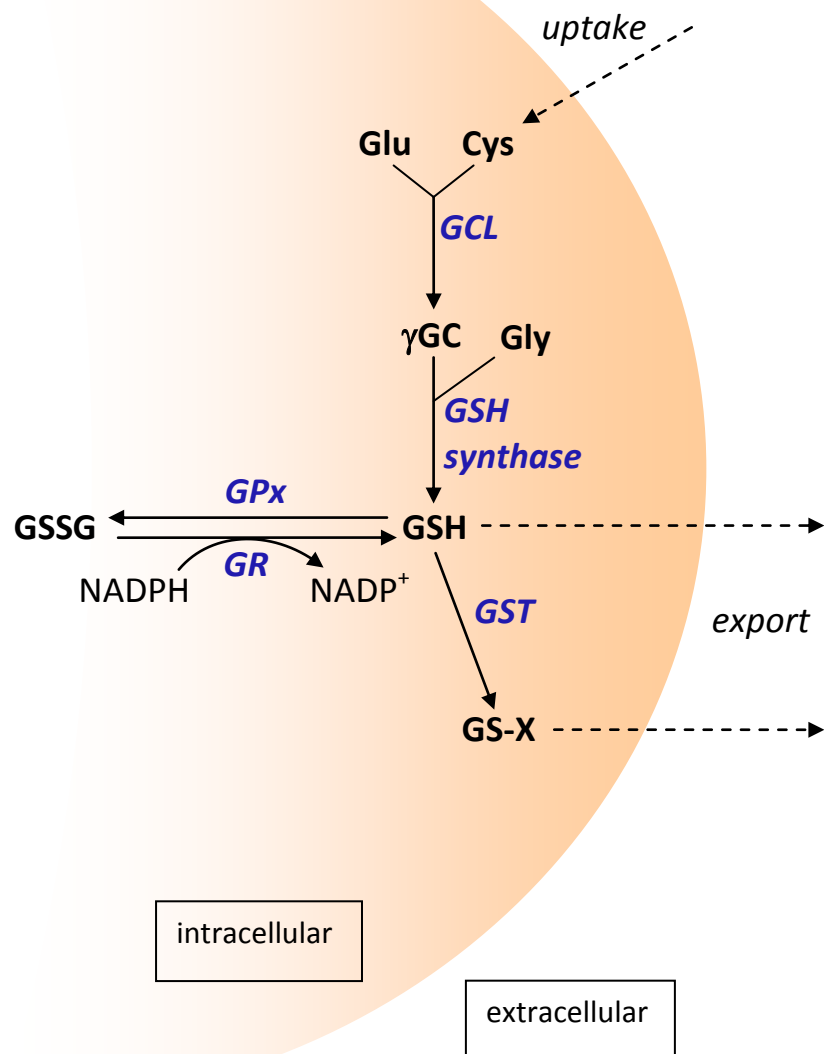 uptake
Glu Cys
GCL
γGC Gly
GSH
synthase
GPx
GSSG GSH
GR
NADPH NADP⁺
GST
export
GS-X
intracellular
extracellular